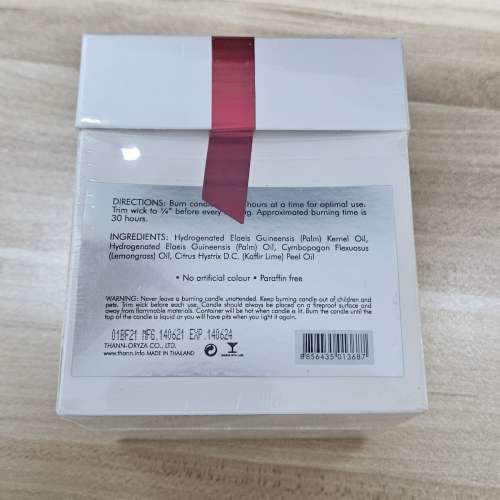 DIRECTIONS: Burn candle hours at a time for optimal use.
Trim wick to ¼" before every Approximated burning time is
30 hours.
INGREDIENTS: Hydrogenated Elaeis Guineensis (Palm) Kernel Oil,
Hydrogenated Elaeis Guineensis (Palm) Oil, Cymbopogon Flexuosus
(Lemongrass) Oil, Citrus Hystrix D.C. (Kaffir Lime) Peel Oil
• No artificial colour • Paraffin free
WARNING: Never leave a burning candle unattended. Keep burning candle out of children and
pets. Trim wick before each use. Candle should always be placed on a fireproof surface and
away from flammable materials. Container will be hot when candle is lit. Burn the candle until the
top of the candle is liquid or you will have pits when you light it again.
01BF21 MFG.140621 EXP.140624
THANN-ORYZA CO., LTD.
www.thann.info MADE IN THAILAND
8 856435 013687